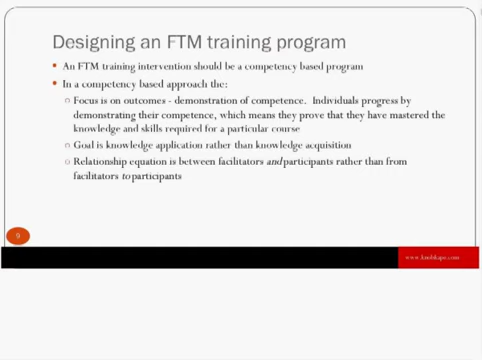 Designing an FTM training program
• An FTM training intervention should be a competency based program
• In a competency based approach the:
○ Focus is on outcomes - demonstration of competence. Individuals progress by
demonstrating their competence, which means they prove that they have mastered the
knowledge and skills required for a particular course
○ Goal is knowledge application rather than knowledge acquisition
○ Relationship equation is between facilitators and participants rather than from
facilitators to participants
9